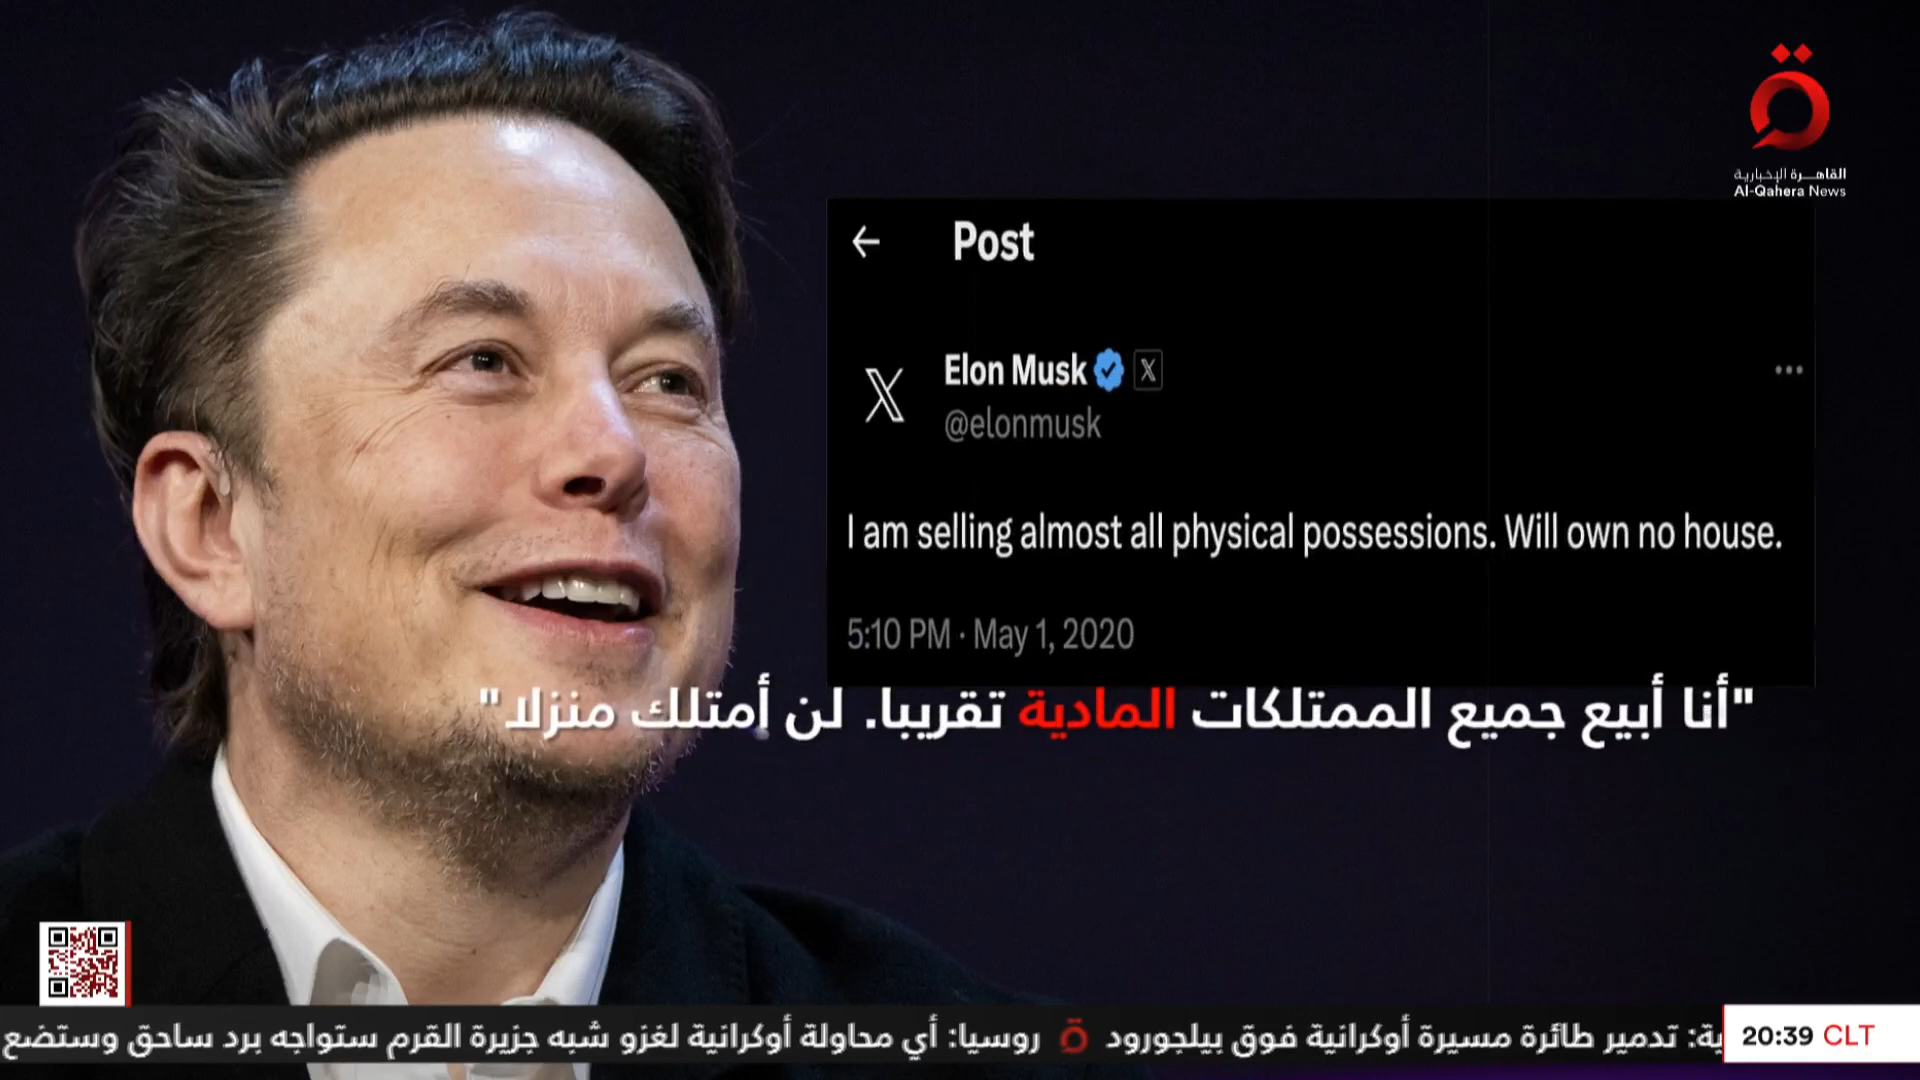 القاهرة الإخبارية
Al-Qahera News
Post
Elon Musk
@elonmusk
I am selling almost all physical possessions. Will own no house.
5:10 PM · May 1, 2020
"أنا أبيع جميع الممتلكات المادية تقريبا. لن أمتلك منزلا"
ية: تدمير طائرة مسيرة أوكرانية فوق بيلجورود روسيا: أي محاولة أوكرانية لغزو شبه جزيرة القرم ستواجه برد ساحق وستضع
20:39 CLT